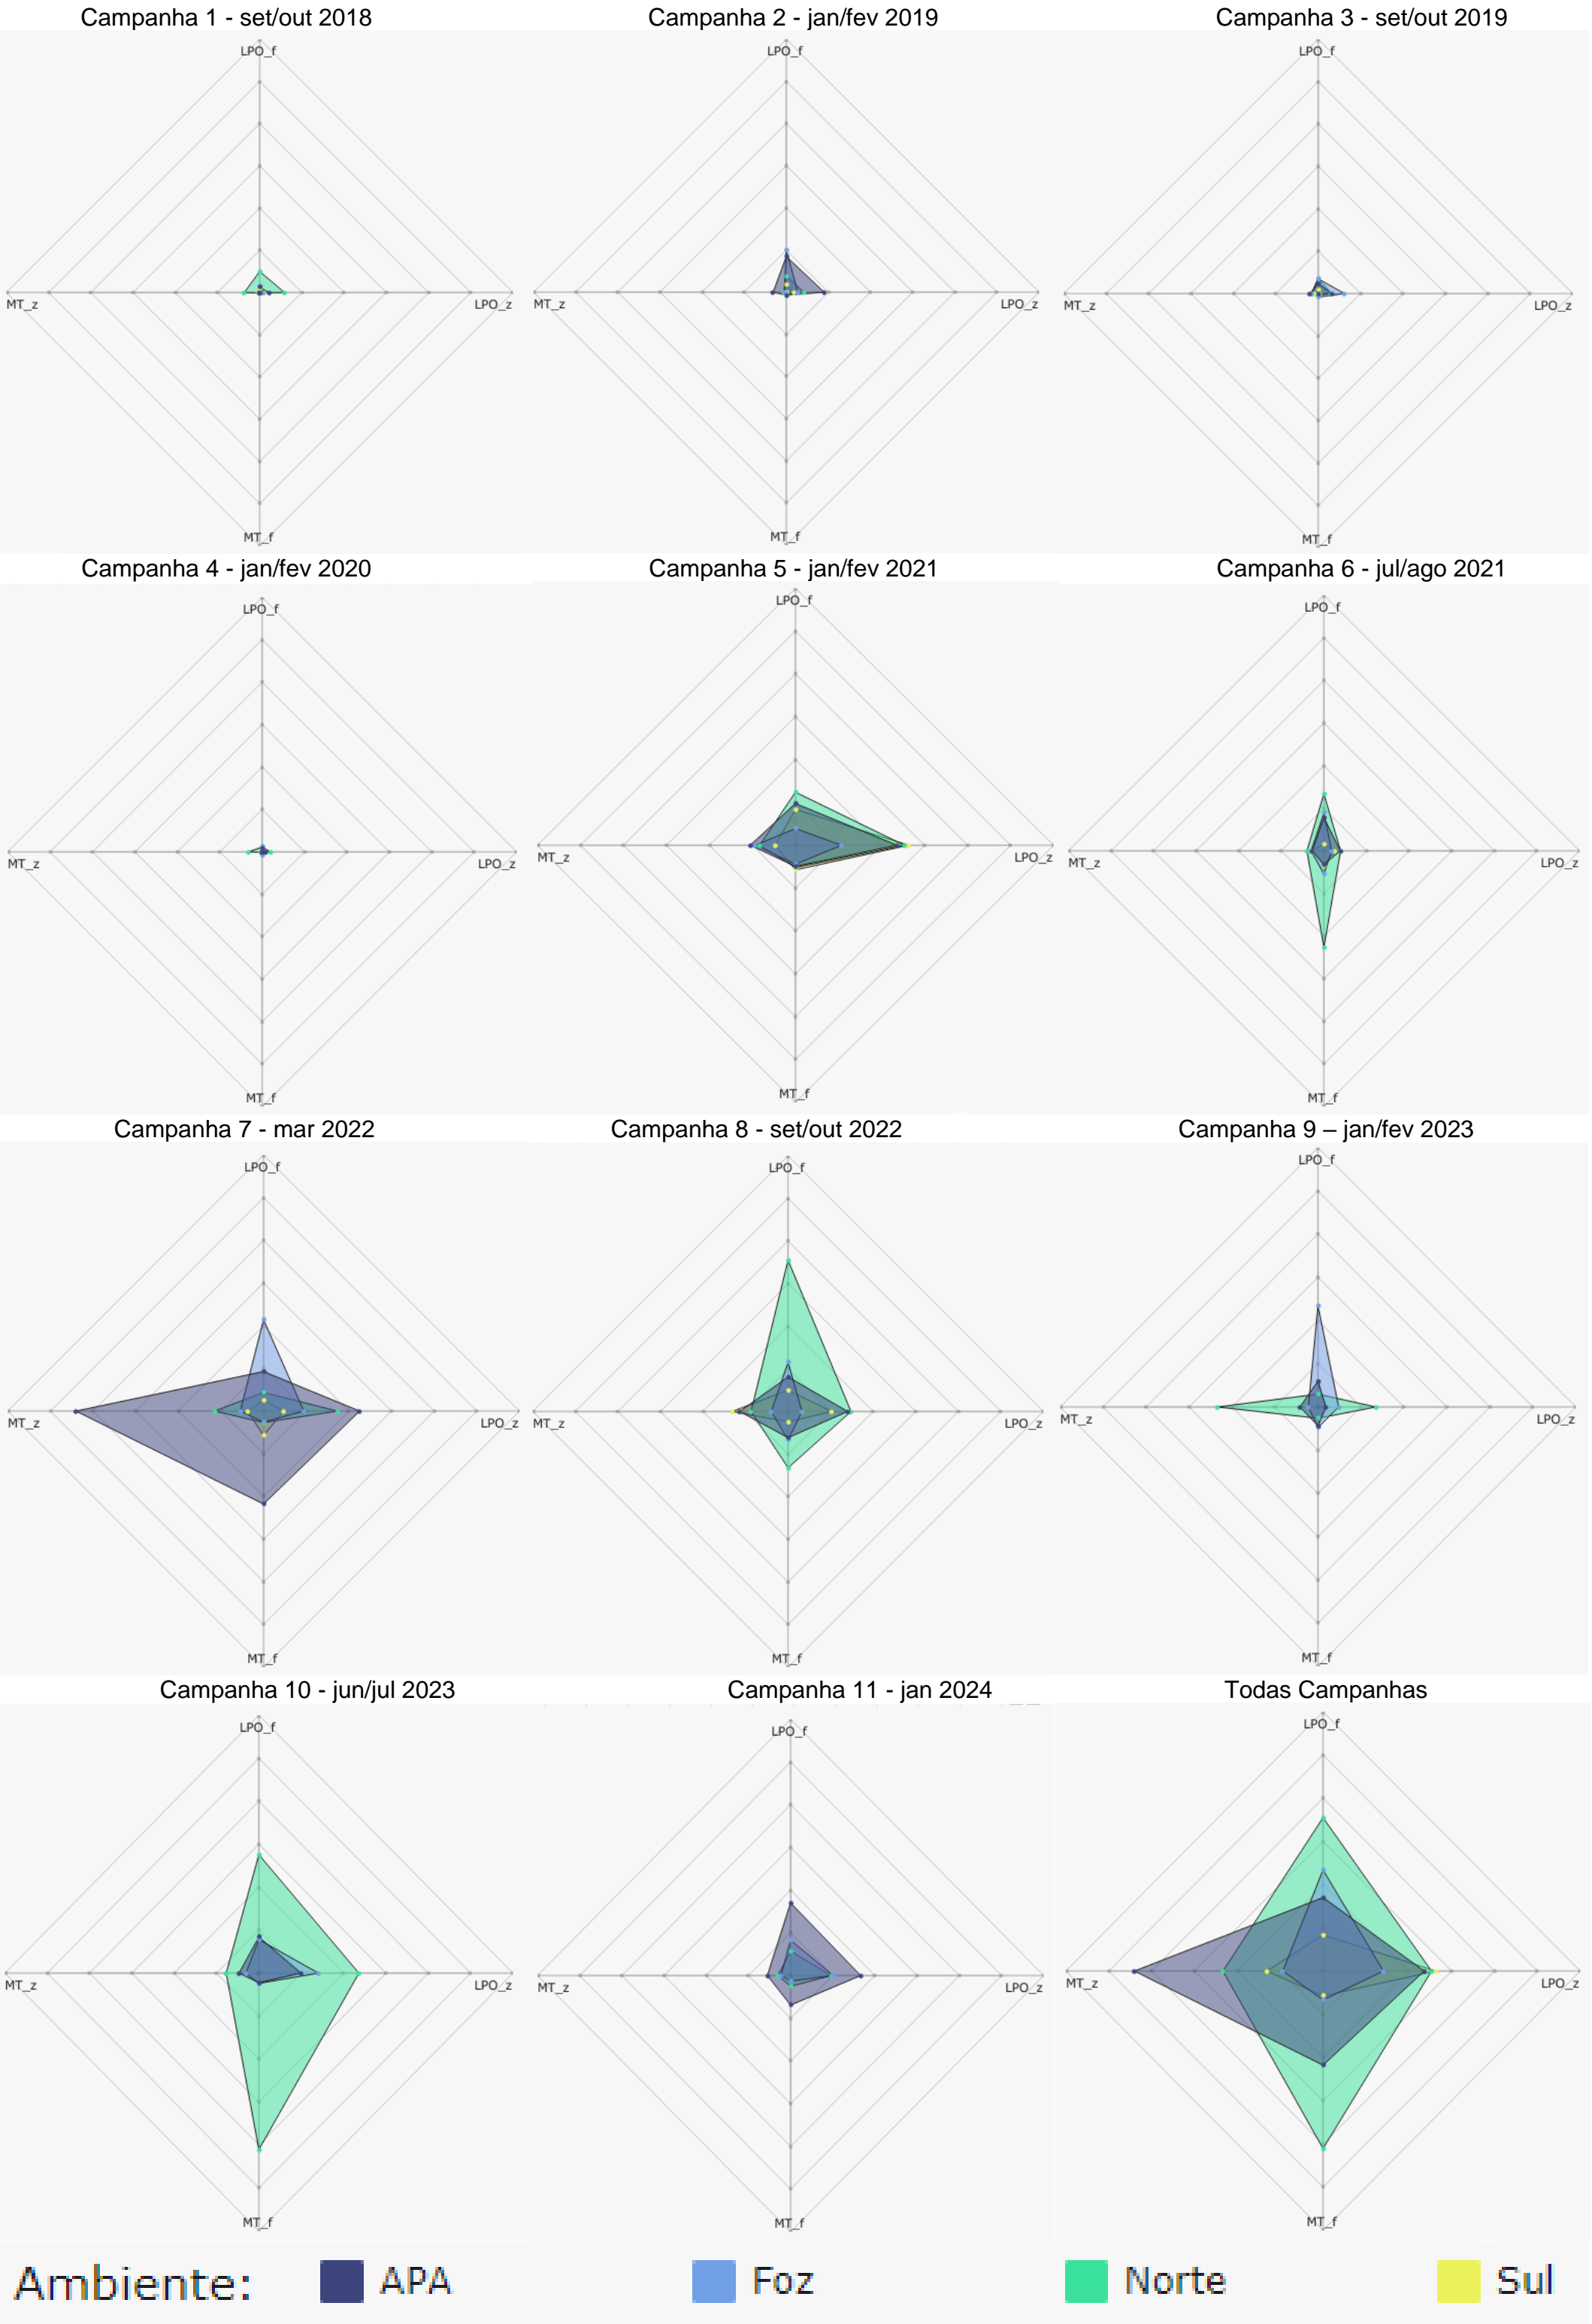 Campanha 1 - set/out 2018
Campanha 2 - jan/fev 2019
Campanha 3 - set/out 2019
LPO_f
LPO_f
LPO_f
MT_z
LPO_z
MT_z
LPO_z
MT_z
LPO_z
MT_f
MT_f
MT_f
Campanha 4 - jan/fev 2020
Campanha 5 - jan/fev 2021
Campanha 6 - jul/ago 2021
LPO_f
LPO_f
LPO_f
MT_z
LPO_z
MT_z
LPO_z
MT_z
LPO_z
MT_f
MT_f
MT_f
Campanha 7 - mar 2022
Campanha 8 - set/out 2022
Campanha 9 – jan/fev 2023
LPO_f
LPO_f
LPO_f
MT_z
LPO_z
MT_z
LPO_z
MT_z
LPO_z
MT_f
MT_f
MT_f
Campanha 10 - jun/jul 2023
Campanha 11 - jan 2024
Todas Campanhas
LPO_f
LPO_f
LPO_f
MT_z
LPO_z
MT_z
LPO_z
MT_z
LPO_z
MT_f
MT_f
MT_f
Ambiente: APA Foz Norte Sul